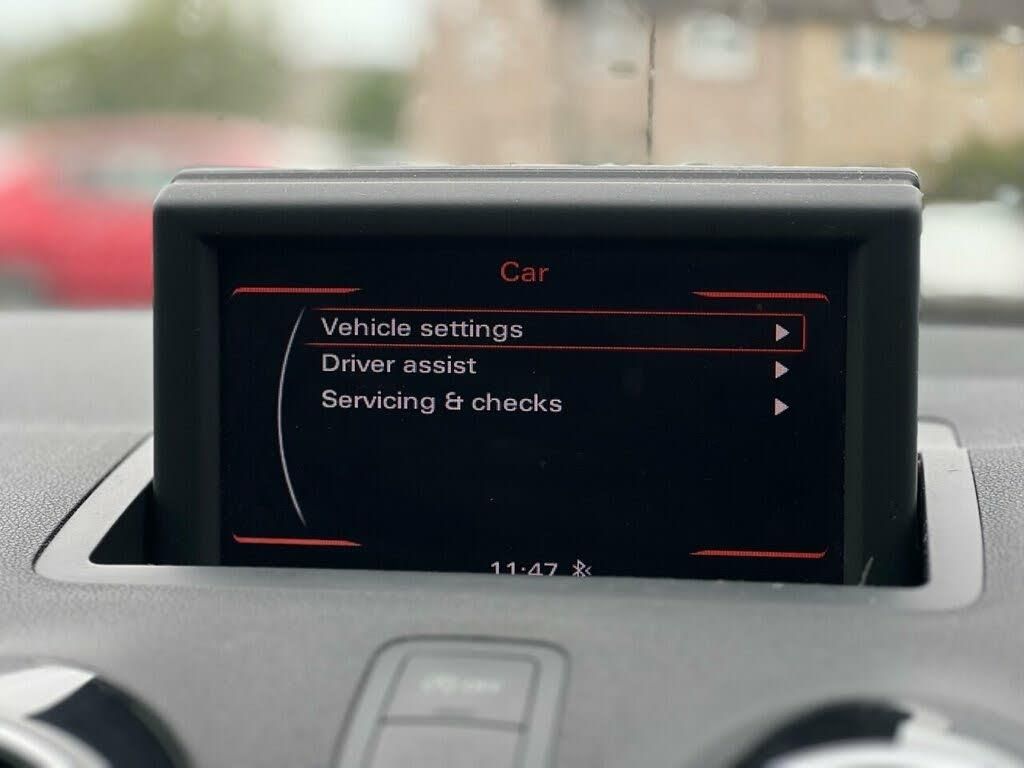 Car
Vehicle settings
Driver assist
Servicing & checks
11:47